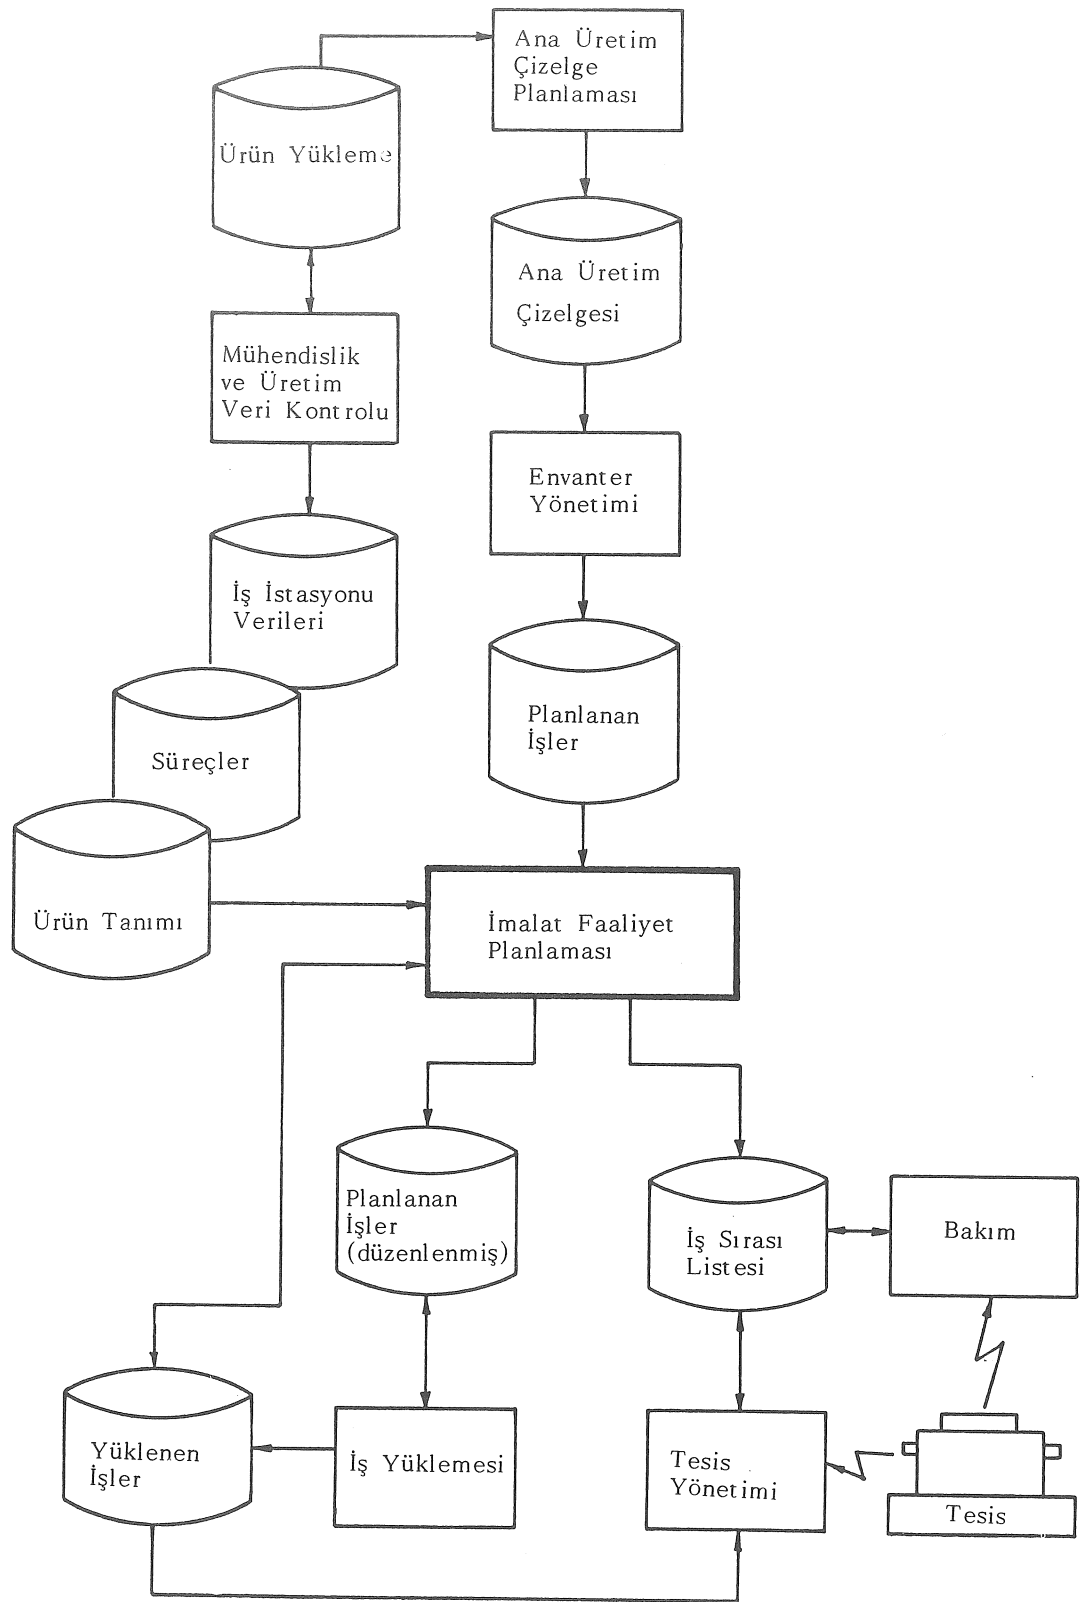 Ana Üretim
Çizelge
Planlaması
Ürün Yükleme
Ana Üretim
Çizelgesi
Mühendislik
ve Üretim
Veri Kontrolu
Envanter
Yönetimi
İş İstasyonu
Verileri
Planlanan
İşler
Süreçler
Ürün Tanımı
İmalat Faaliyet
Planlaması
Planlanan
İşler
(düzenlenmiş)
İş Sırası
Listesi
Bakım
Yüklenen
İşler
İş Yüklemesi
Tesis
Yönetimi
Tesis